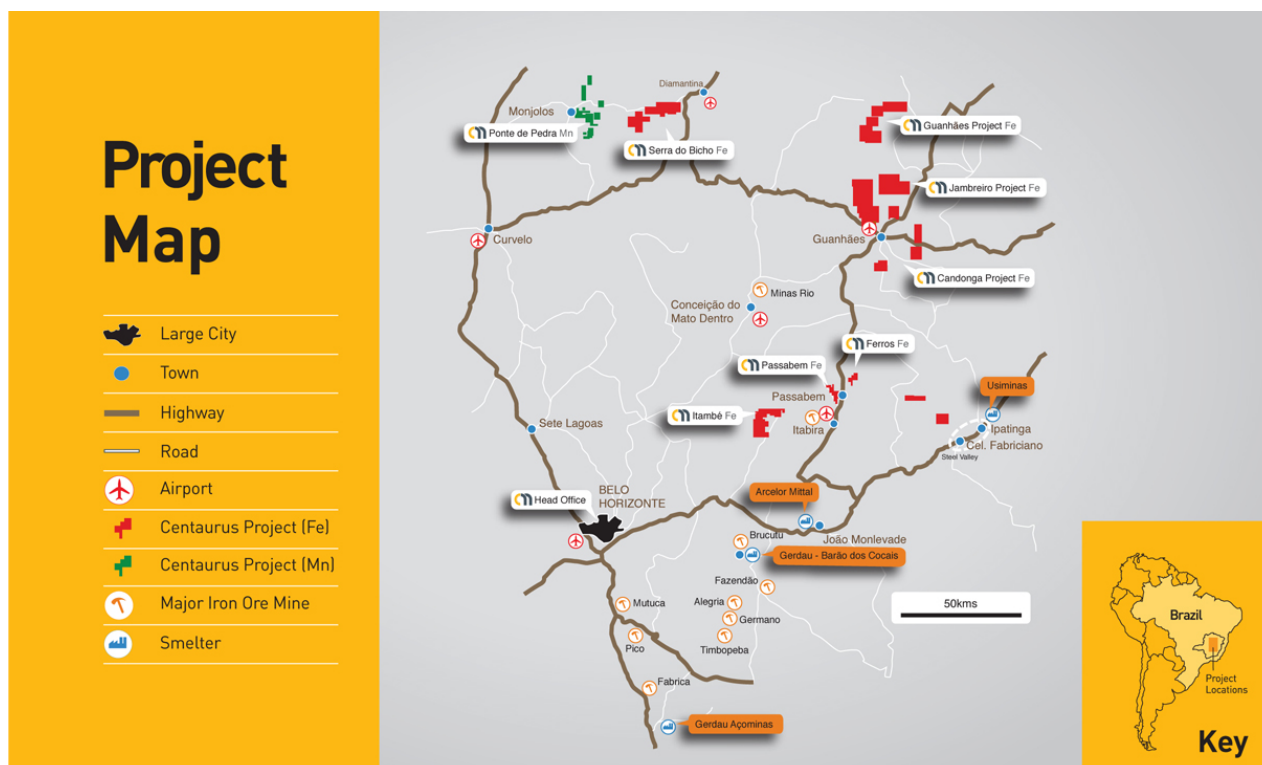 Project
Map
Large City
Town
Highway
Road
Airport
Centaurus Project (Fe)
Centaurus Project (Mn)
Major Iron Ore Mine
Smelter
Diamantina
Monjolos
Ponte de Pedra Mn
Serra do Bicho Fe
Guanhães Project Fe
Jambreiro Project Fe
Curvelo
Guanhães
Candonga Project Fe
Minas Rio
Conceição do
Mato Dentro
Ferros Fe
Passabem Fe
Passabem
Usiminas
Itambé Fe
Itabira
Sete Lagoas
Ipatinga
Cel. Fabriciano
Steel Valley
Head Office
BELO
HORIZONTE
Arcelor Mittal
João Monlevade
Brucutu
Gerdau - Barão dos Cocais
Fazendão
Mutuca
Alegria
Germano
50kms
Pico
Timbopeba
Fabrica
Gerdau Açominas
Brazil
Project
Locations
Key